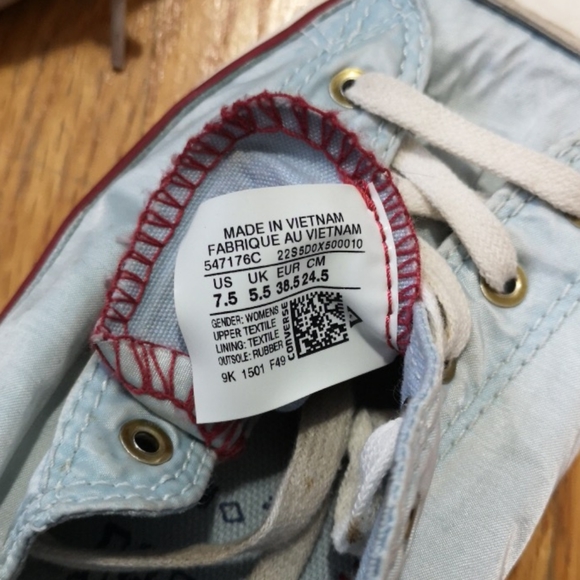 MADE IN VIETNAM
FABRIQUE AU VIETNAM
547176C 22S5D0X500010
US UK EUR CM
7.5 5.5 38.5 24.5
GENDER: WOMENS
UPPER TEXTILE
LINING: TEXTILE
OUTSOLE: RUBBER
CONVERSE
9K 1501 F49